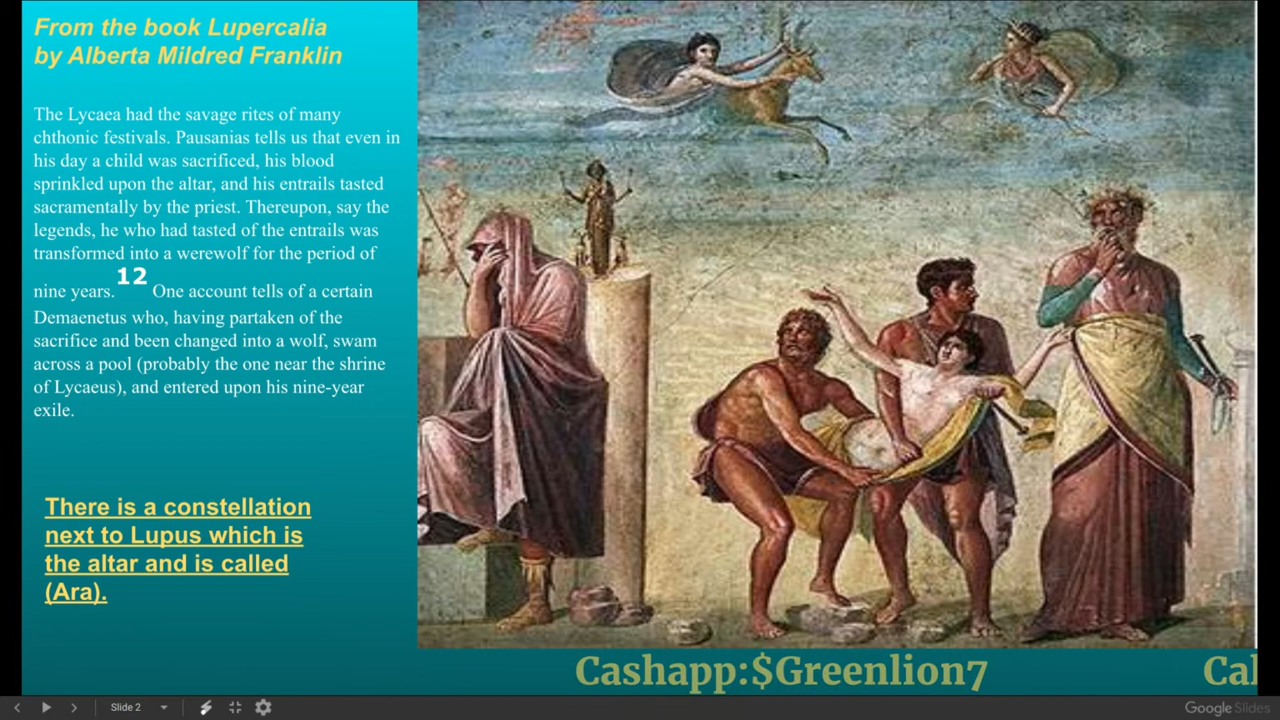 From the book Lupercalia
by Alberta Mildred Franklin
The Lycaea had the savage rites of many
chthonic festivals. Pausanias tells us that even in
his day a child was sacrificed, his blood
sprinkled upon the altar, and his entrails tasted
sacramentally by the priest. Thereupon, say the
legends, he who had tasted of the entrails was
transformed into a werewolf for the period of
nine years.12 One account tells of a certain
Demaenetus who, having partaken of the
sacrifice and been changed into a wolf, swam
across a pool (probably the one near the shrine
of Lycaeus), and entered upon his nine-year
exile.
There is a constellation
next to Lupus which is
the altar and is called
(Ara).
Cashapp:$Greenlion7
Slide 2
Google Slides